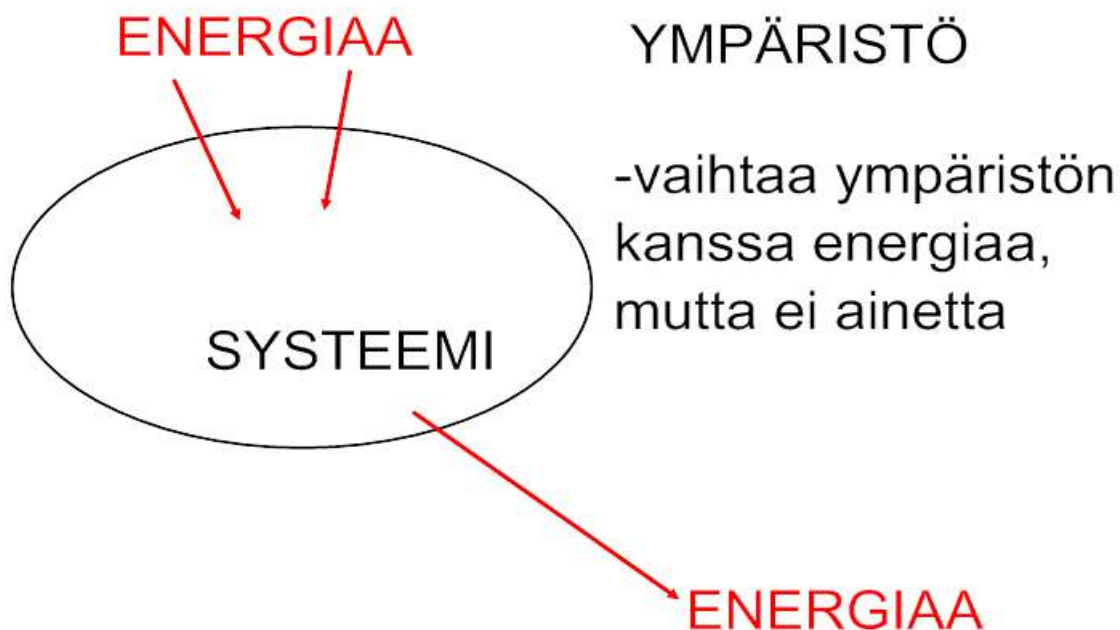 ENERGIAA
YMPÄRISTÖ
-vaihtaa ympäristön
kanssa energiaa,
mutta ei ainetta
SYSTEEMI
ENERGIAA